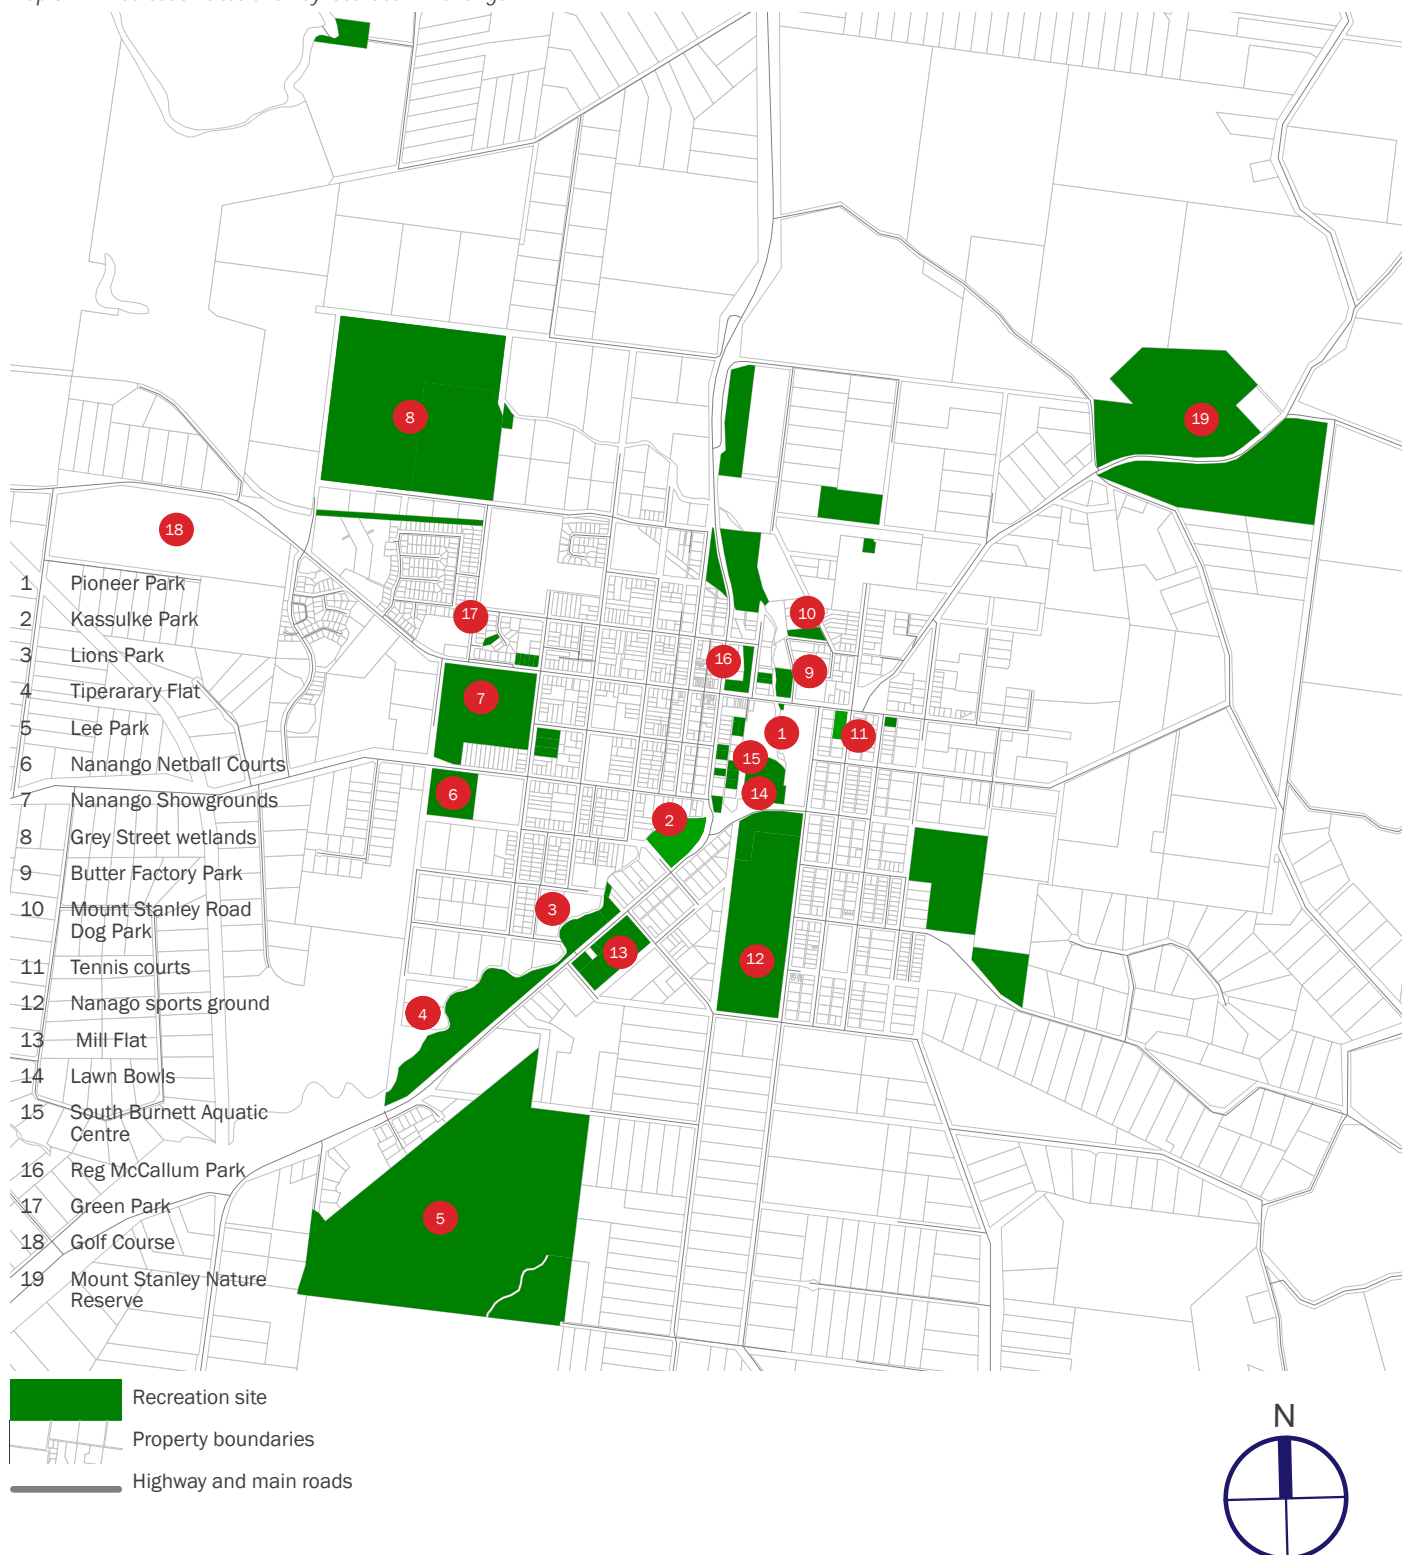 8
19
18
1 Pioneer Park
2 Kassulke Park
3 Lions Park
4 Tiperarary Flat
5 Lee Park
6 Nanango Netball Courts
7 Nanango Showgrounds
8 Grey Street wetlands
9 Butter Factory Park
10 Mount Stanley Road
Dog Park
11 Tennis courts
12 Nanago sports ground
13 Mill Flat
14 Lawn Bowls
15 South Burnett Aquatic
Centre
16 Reg McCallum Park
17 Green Park
18 Golf Course
19 Mount Stanley Nature
Reserve
10
17
16
9
7
1
11
15
6
14
2
3
13
12
4
5
Recreation site
Property boundaries
Highway and main roads
N